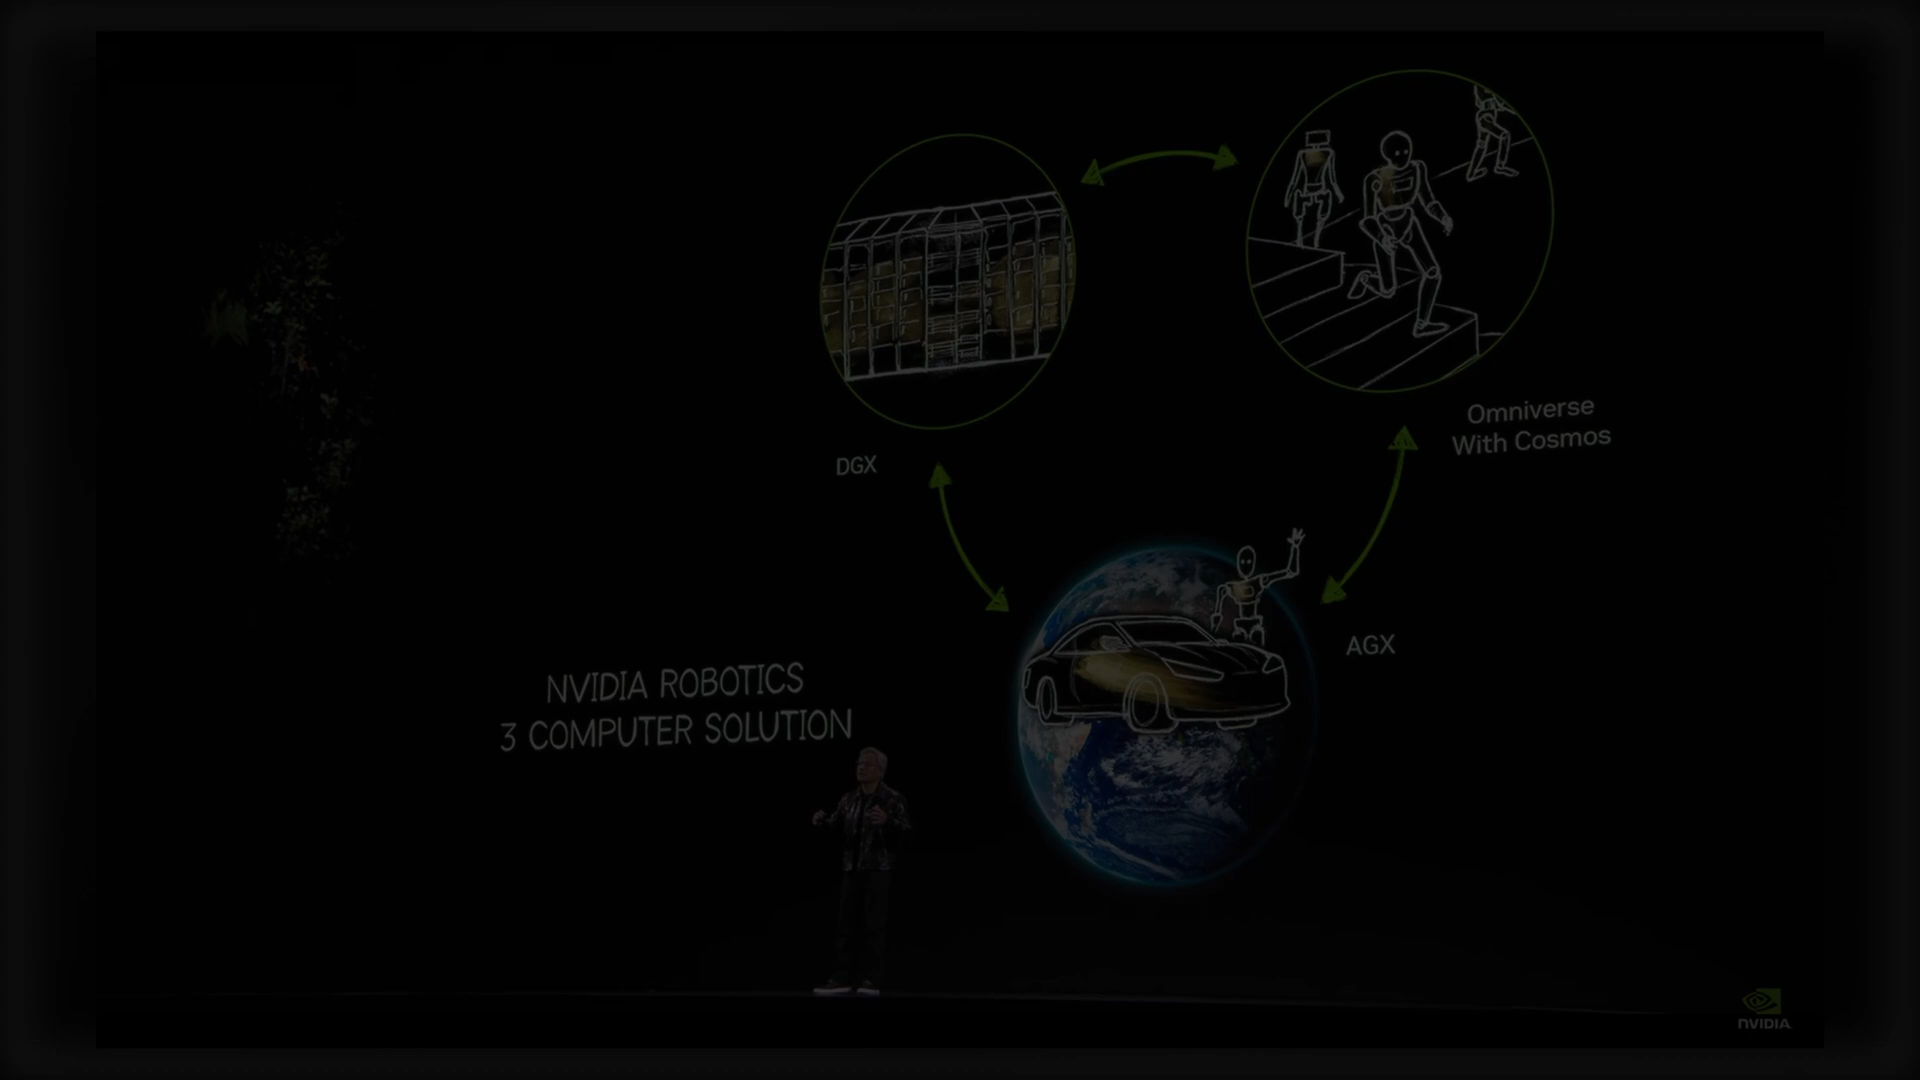 Omniverse
With Cosmos
DGX
AGX
NVIDIA ROBOTICS
3 COMPUTER SOLUTION
NVIDIA